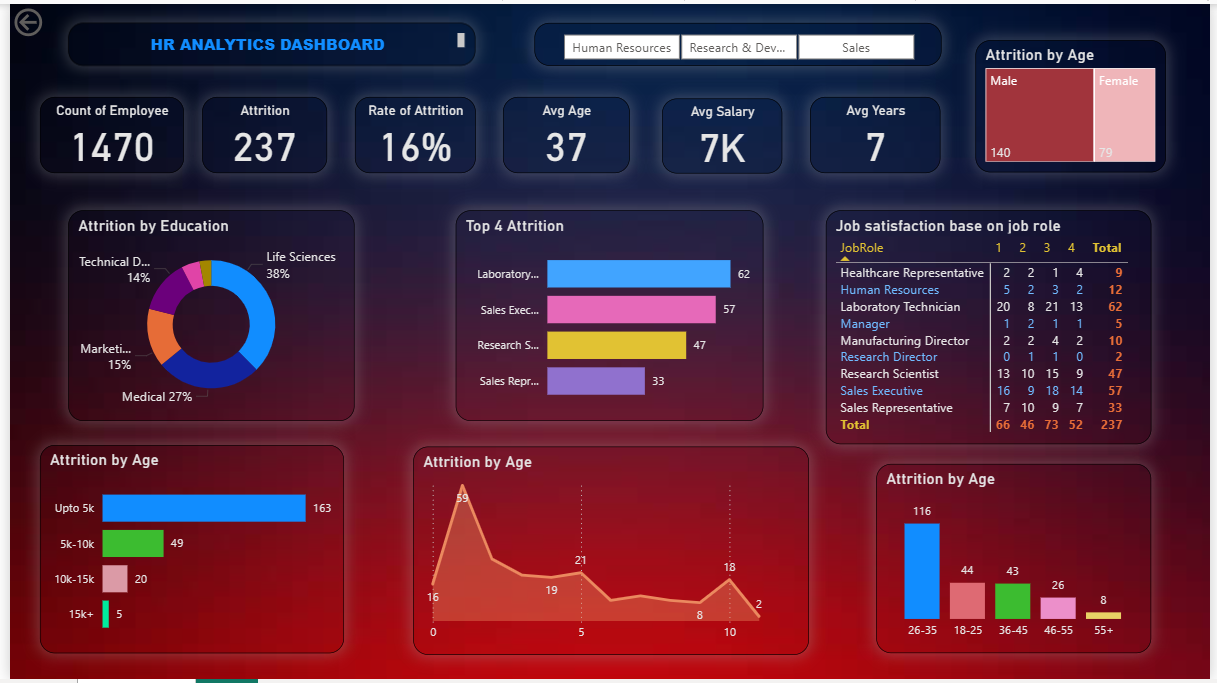 HR ANALYTICS DASHBOARD
Human Resources
Research & Dev...
Sales
Attrition by Age
Male
Female
140
79
Count of Employee
1470
Attrition
237
Rate of Attrition
16%
Avg Age
37
Avg Salary
7K
Avg Years
7
Attrition by Education
Life Sciences
38%
Technical D...
14%
Marketi...
15%
Medical 27%
Top 4 Attrition
Laboratory... 62
Sales Exec... 57
Research S... 47
Sales Repr... 33
Job satisfaction base on job role
JobRole 1 2 3 4 Total
Healthcare Representative 2 2 1 4 9
Human Resources 5 2 3 2 12
Laboratory Technician 20 8 21 13 62
Manager 1 2 1 1 5
Manufacturing Director 2 2 4 2 10
Research Director 0 1 1 0 2
Research Scientist 13 10 15 9 47
Sales Executive 16 9 18 14 57
Sales Representative 7 10 9 7 33
Total 66 46 73 52 237
Attrition by Age
Upto 5k 163
5k-10k 49
10k-15k 20
15k+ 5
Attrition by Age
59
16
19
21
8
18
2
0 5 10
Attrition by Age
116
44
43
26
8
26-35 18-25 36-45 46-55 55+